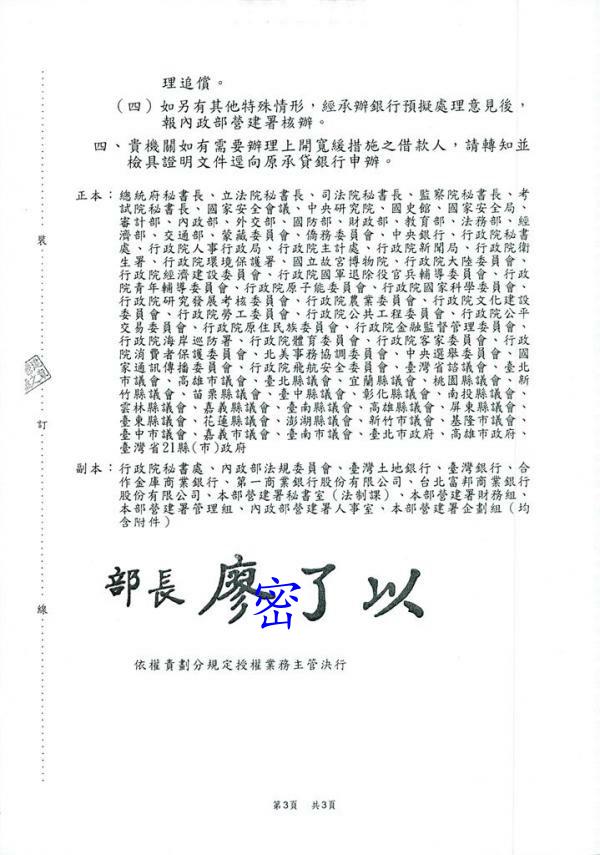 理追償。
（四）如另有其他特殊情形，經承辦銀行預擬處理意見後，
報內政部營建署核辦。
四、貴機關如有需要辦理上開寬緩措施之借款人，請轉知並
檢具證明文件逕向原承貸銀行申辦。
正本：總統府秘書長、立法院秘書長、司法院秘書長、監察院秘書長、考
試院秘書長、國家安全會議、中央研究院、國史館、國家安全局、
審計部、內政部、外交部、國防部、財政部、教育部、法務部、經
濟部、交通部、蒙藏委員會、僑務委員會、中央銀行、行政院秘書
處、行政院人事行政局、行政院主計處、行政院新聞局、行政院衛
生署、行政院環境保護署、國立故宮博物院、行政院大陸委員會、
行政院經濟建設委員會、行政院國軍退除役官兵輔導委員會、行政
院青年輔導委員會、行政院原子能委員會、行政院國家科學委員會、
行政院研究發展考核委員會、行政院農業委員會、行政院文化建設
委員會、行政院勞工委員會、行政院公共工程委員會、行政院公平
交易委員會、行政院原住民族委員會、行政院金融監督管理委員會、
行政院海岸巡防署、行政院體育委員會、行政院客家委員會、行政
院消費者保護委員會、北美事務協調委員會、中央選舉委員會、國
家通訊傳播委員會、行政院飛航安全委員會、臺灣省諮議會、臺北
市議會、高雄市議會、臺北縣議會、宜蘭縣議會、桃園縣議會、新
竹縣議會、苗栗縣議會、臺中縣議會、彰化縣議會、南投縣議會、
雲林縣議會、嘉義縣議會、臺南縣議會、高雄縣議會、屏東縣議會、
臺東縣議會、花蓮縣議會、澎湖縣議會、新竹市議會、基隆市議會、
臺中市議會、嘉義市議會、臺南市議會、臺北市政府、高雄市政府、
臺灣省21縣(市)政府
副本：行政院秘書處、內政部法規委員會、臺灣土地銀行、臺灣銀行、合
作金庫商業銀行、第一商業銀行股份有限公司、台北富邦商業銀行
股份有限公司、本部營建署秘書室（法制課）、本部營建署財務組、
本部營建署管理組、內政部營建署人事室、本部營建署企劃組（均
含附件）
裝
訂
線
部長 廖了以
密
依權責劃分規定授權業務主管決行
第3頁 共3頁